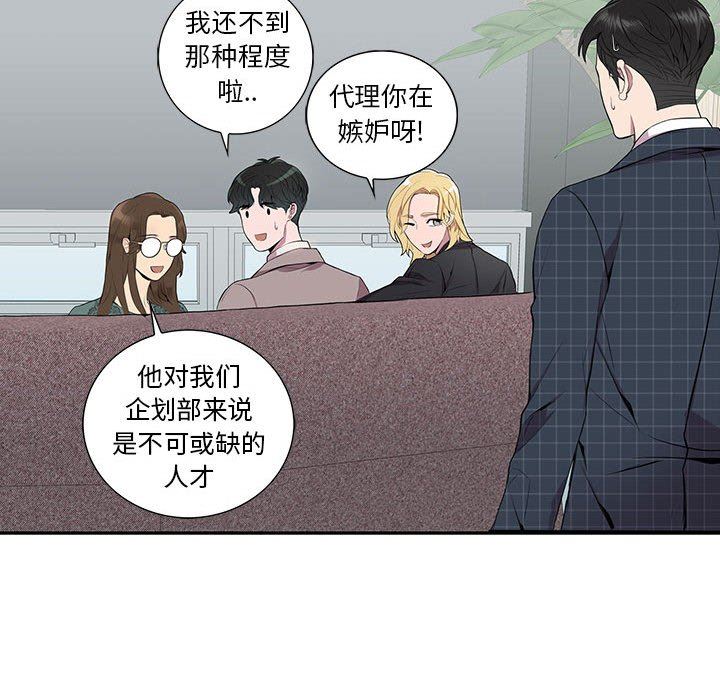 我还不到
那种程度
啦..
代理你在
嫉妒呀!
他对我们
企划部来说
是不可或缺的
人才